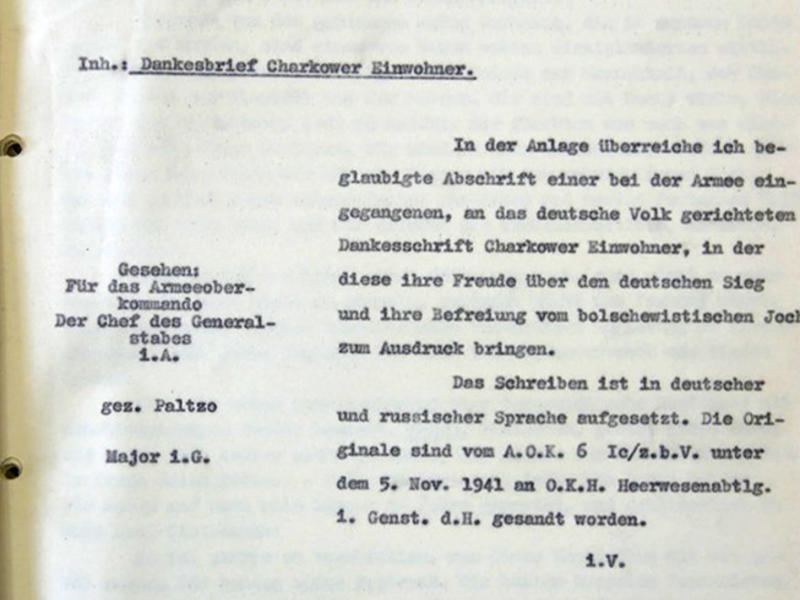 Inh.: Dankesbrief Charkower Einwohner.
In der Anlage überreiche ich be-
glaubigte Abschrift einer bei der Armee ein-
gegangenen, an das deutsche Volk gerichteten
Dankesschrift Charkower Einwohner, in der
diese ihre Freude über den deutschen Sieg
und ihre Befreiung vom bolschewistischen Joch
zum Ausdruck bringen.
Das Schreiben ist in deutscher
und russischer Sprache aufgesetzt. Die Ori-
ginale sind vom A.O.K. 6 Ic/z.b.V. unter
dem 5. Nov. 1941 an O.K.H. Heerwesenabtlg.
i. Genst. d.H. gesandt worden.
i.V.
Gesehen:
Für das Armeeober-
kommando
Der Chef des General-
stabes
i.A.
gez. Paltzo
Major i.G.